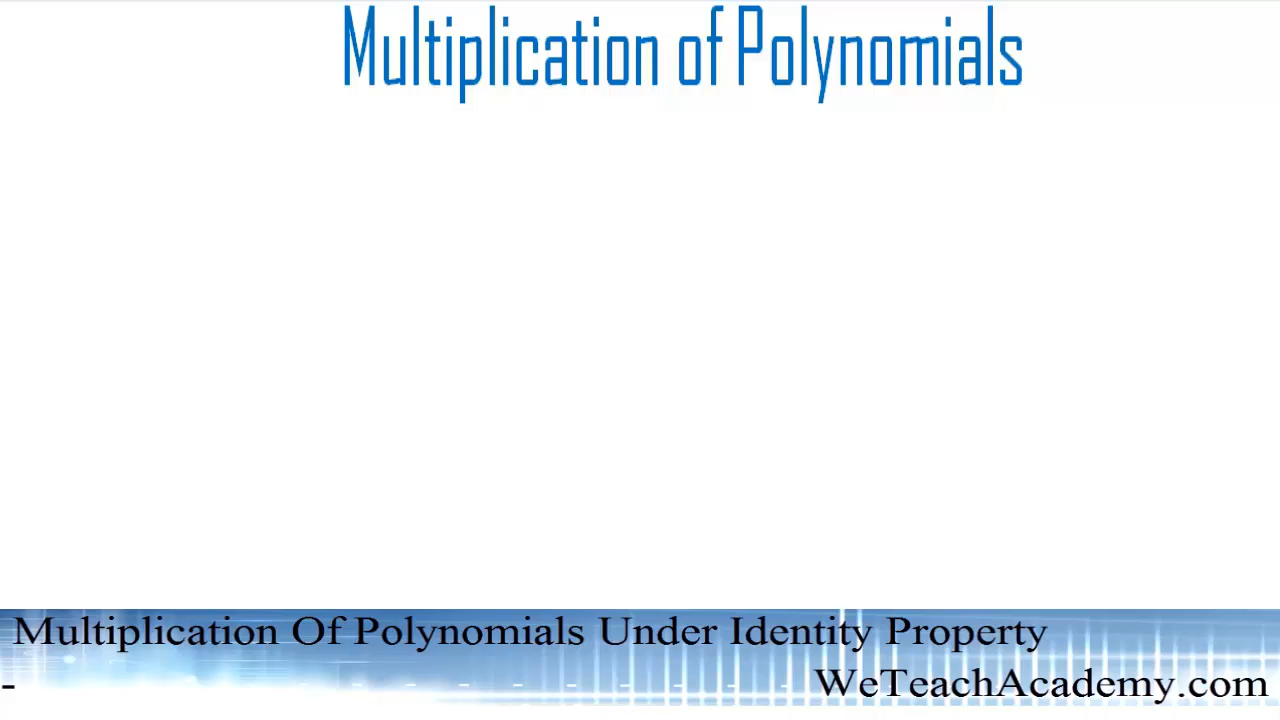 Multiplication of Polynomials
Multiplication Of Polynomials Under Identity Property
- WeTeachAcademy.com